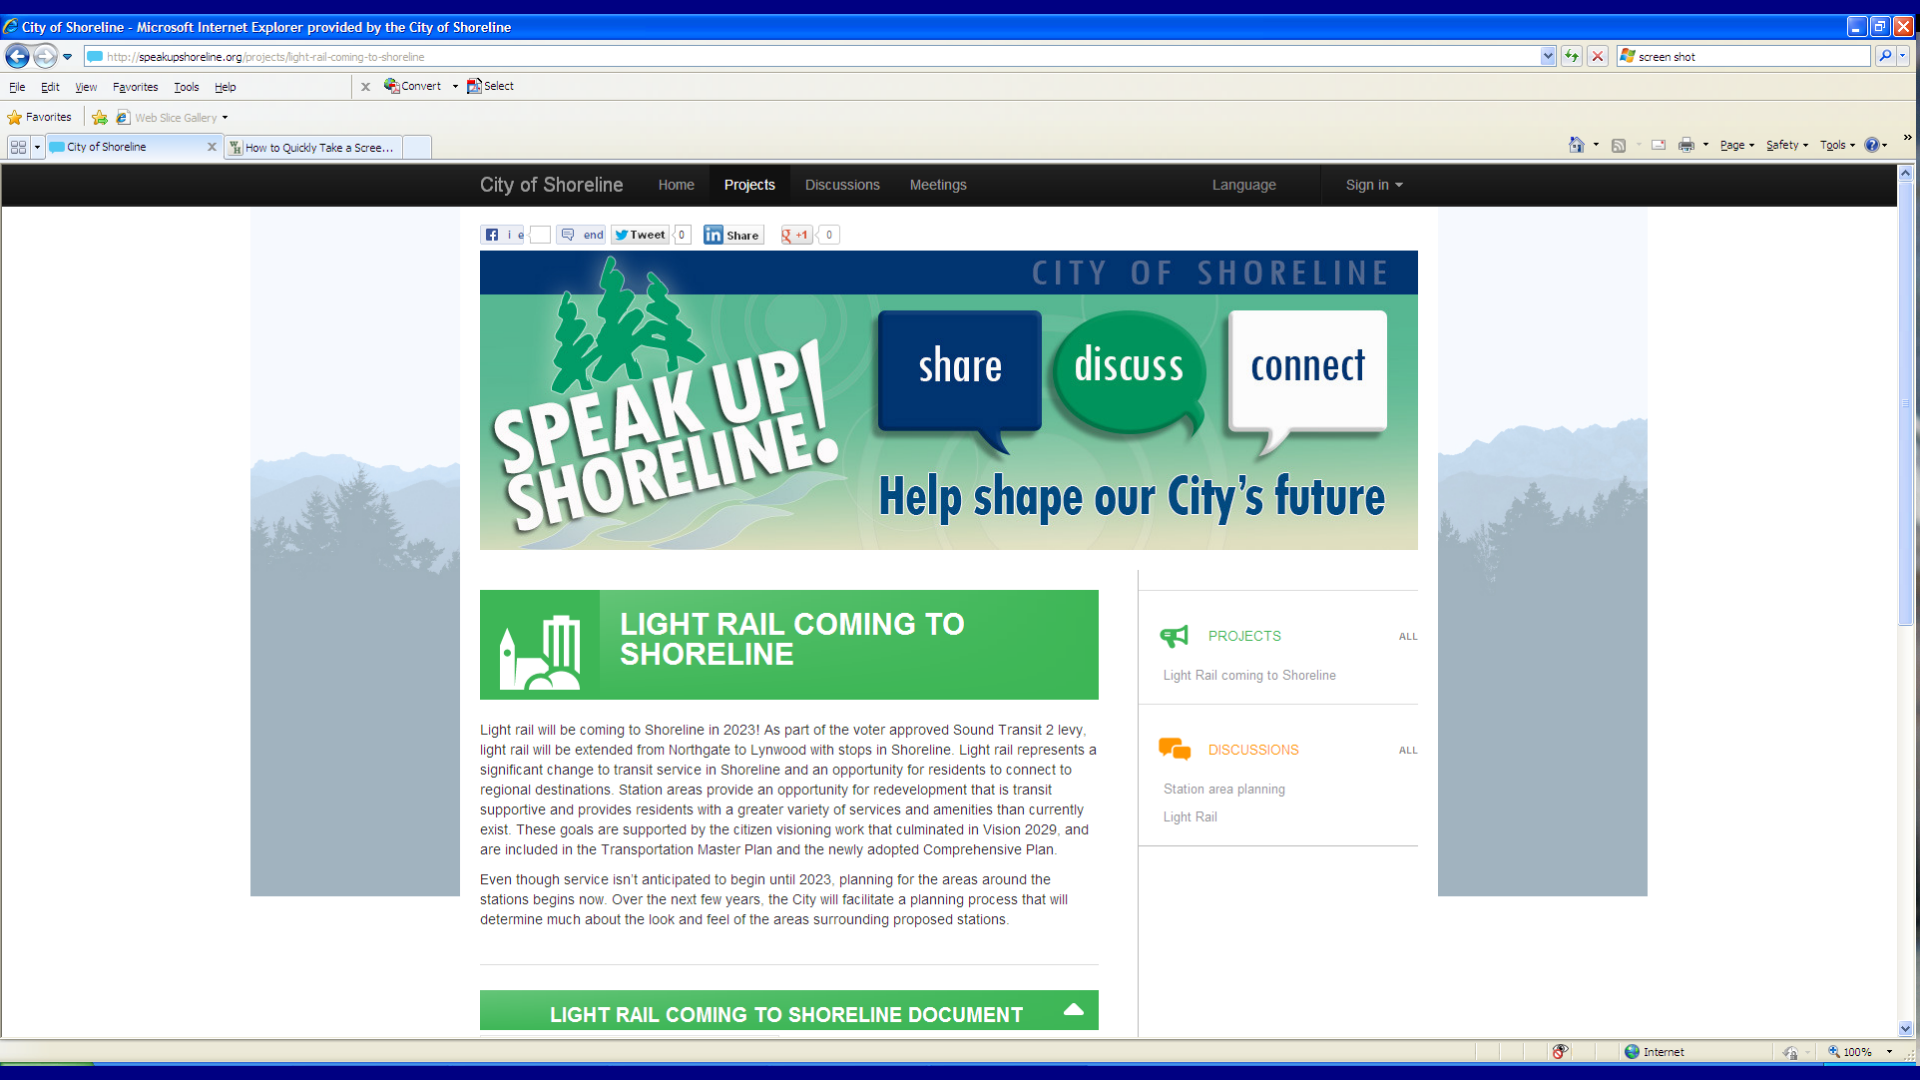 City of Shoreline - Microsoft Internet Explorer provided by the City of Shoreline
http://speakupshoreline.org/projects/light-rail-coming-to-shoreline
screen shot
File Edit View Favorites Tools Help
x Convert Select
Favorites Web Slice Gallery
City of Shoreline x How to Quickly Take a Scree...
Page Safety Tools »
City of Shoreline Home Projects Discussions Meetings Language Sign in
i e end Tweet 0 Share +1 0
CITY OF SHORELINE
SPEAK UP!
SHORELINE.
share discuss connect
Help shape our City's future
LIGHT RAIL COMING TO
SHORELINE
Light rail will be coming to Shoreline in 2023! As part of the voter approved Sound Transit 2 levy,
light rail will be extended from Northgate to Lynwood with stops in Shoreline. Light rail represents a
significant change to transit service in Shoreline and an opportunity for residents to connect to
regional destinations. Station areas provide an opportunity for redevelopment that is transit
supportive and provides residents with a greater variety of services and amenities than currently
exist. These goals are supported by the citizen visioning work that culminated in Vision 2029, and
are included in the Transportation Master Plan and the newly adopted Comprehensive Plan.
Even though service isn't anticipated to begin until 2023, planning for the areas around the
stations begins now. Over the next few years, the City will facilitate a planning process that will
determine much about the look and feel of the areas surrounding proposed stations.
LIGHT RAIL COMING TO SHORELINE DOCUMENT
PROJECTS ALL
Light Rail coming to Shoreline
DISCUSSIONS ALL
Station area planning
Light Rail
Internet 100%